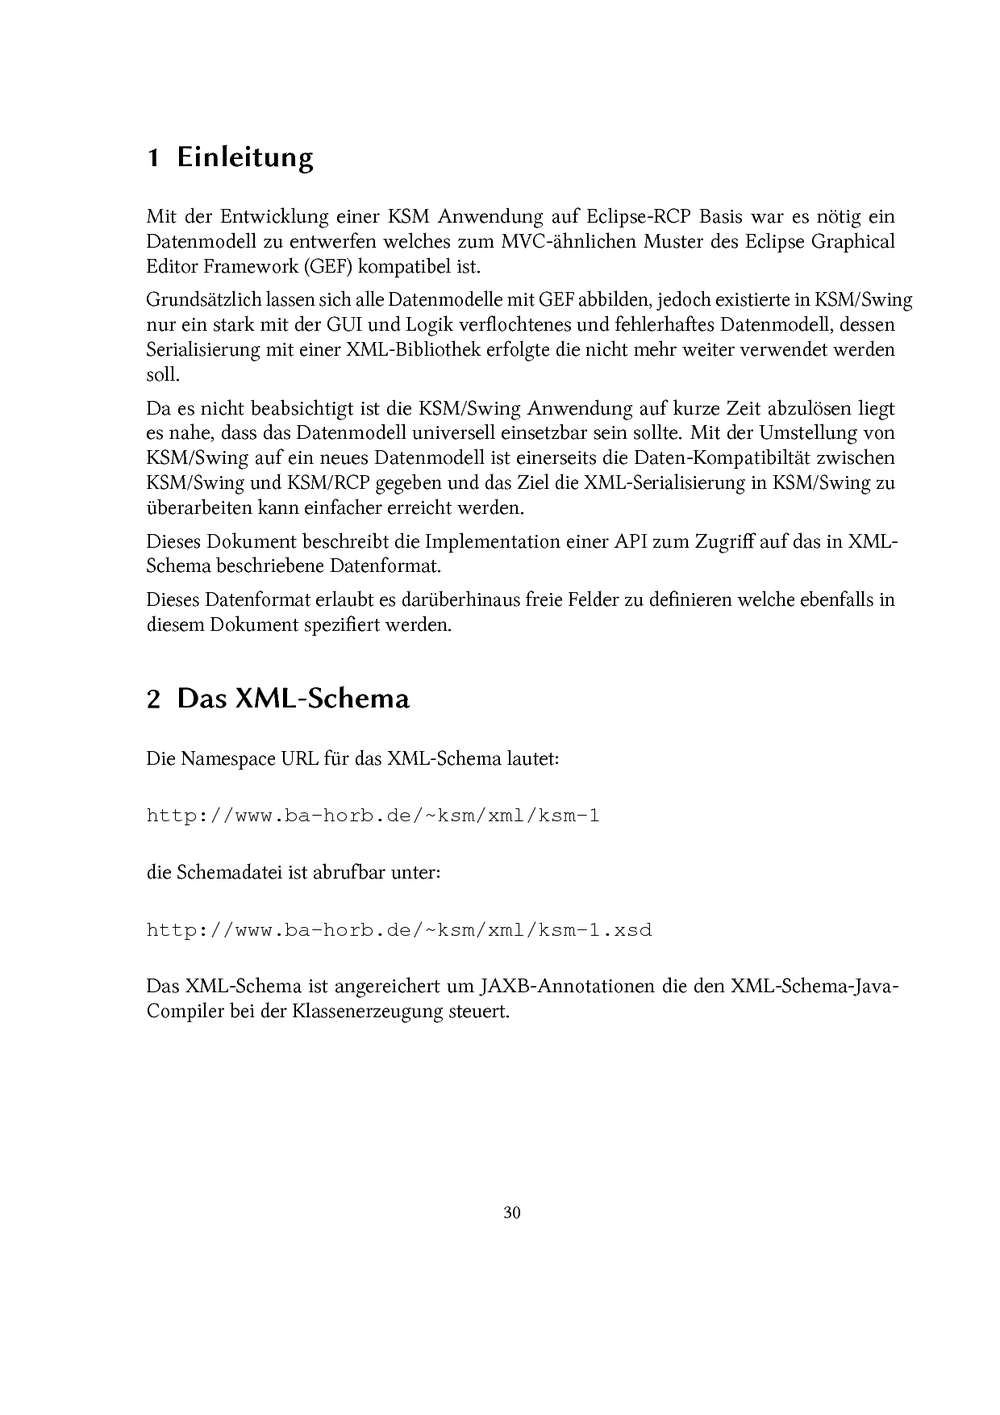 1 Einleitung
Mit der Entwicklung einer KSM Anwendung auf Eclipse-RCP Basis war es nötig ein
Datenmodell zu entwerfen welches zum MVC-ähnlichen Muster des Eclipse Graphical
Editor Framework (GEF) kompatibel ist.
Grundsätzlich lassen sich alle Datenmodelle mit GEF abbilden, jedoch existierte in KSM/Swing
nur ein stark mit der GUI und Logik verflochtenes und fehlerhaftes Datenmodell, dessen
Serialisierung mit einer XML-Bibliothek erfolgte die nicht mehr weiter verwendet werden
soll.
Da es nicht beabsichtigt ist die KSM/Swing Anwendung auf kurze Zeit abzulösen liegt
es nahe, dass das Datenmodell universell einsetzbar sein sollte. Mit der Umstellung von
KSM/Swing auf ein neues Datenmodell ist einerseits die Daten-Kompatibiltät zwischen
KSM/Swing und KSM/RCP gegeben und das Ziel die XML-Serialisierung in KSM/Swing zu
überarbeiten kann einfacher erreicht werden.
Dieses Dokument beschreibt die Implementation einer API zum Zugriff auf das in XML-
Schema beschriebene Datenformat.
Dieses Datenformat erlaubt es darüberhinaus freie Felder zu definieren welche ebenfalls in
diesem Dokument spezifiert werden.
2 Das XML-Schema
Die Namespace URL für das XML-Schema lautet:
http://www.ba-horb.de/~ksm/xml/ksm-1
die Schemadatei ist abrufbar unter:
http://www.ba-horb.de/~ksm/xml/ksm-1.xsd
Das XML-Schema ist angereichert um JAXB-Annotationen die den XML-Schema-Java-
Compiler bei der Klassenerzeugung steuert.
30